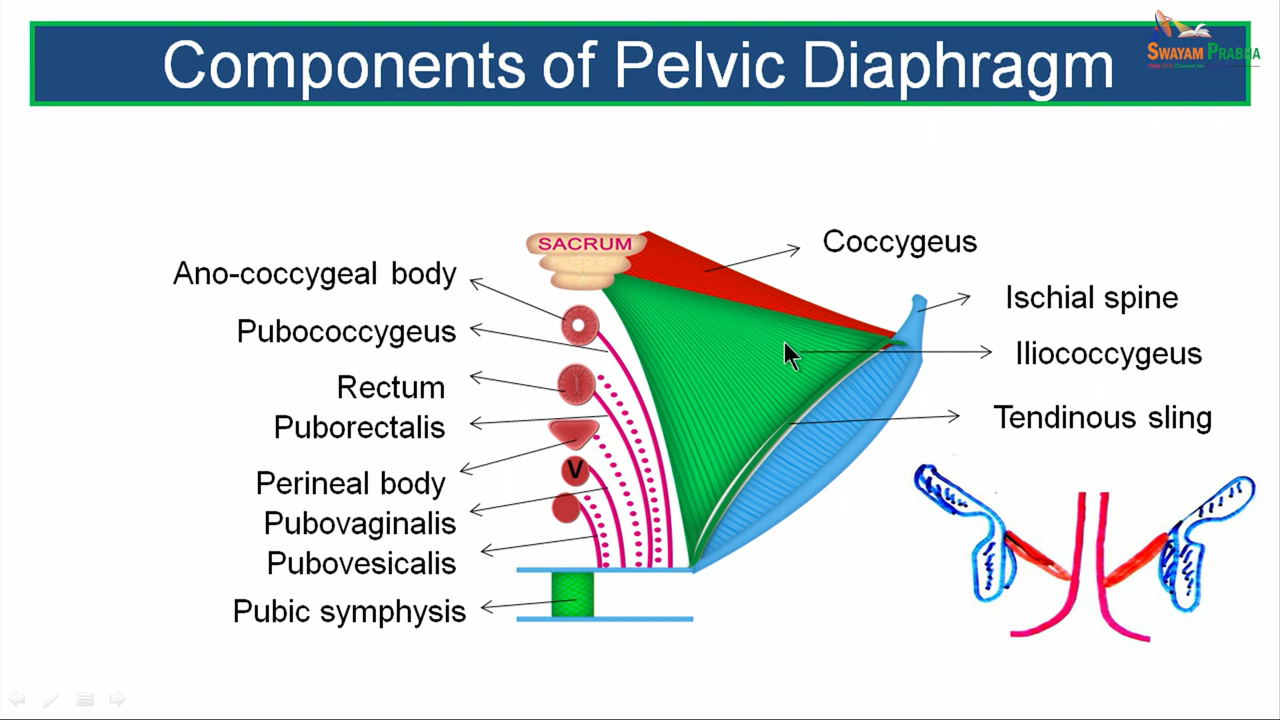 Components of Pelvic Diaphragm
SWAYAM PRABHA
SACRUM
Coccygeus
Ano-coccygeal body
Ischial spine
Pubococcygeus
Iliococcygeus
Rectum
Tendinous sling
Puborectalis
V
Perineal body
Pubovaginalis
Pubovesicalis
Pubic symphysis